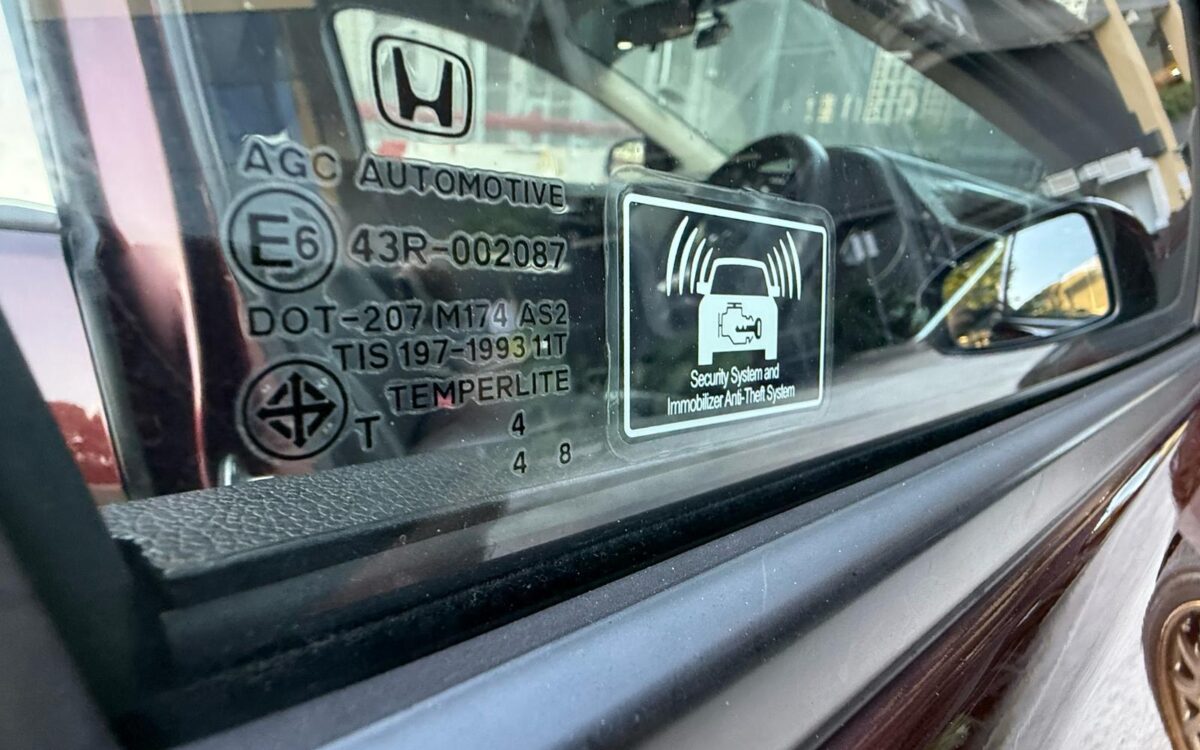 AGC AUTOMOTIVE
E6 43R-002087
DOT-207 M174 AS2
TIS 197-1993 11T
TEMPERLITE
T
4
4 8
Security System and
Immobilizer Anti-Theft System